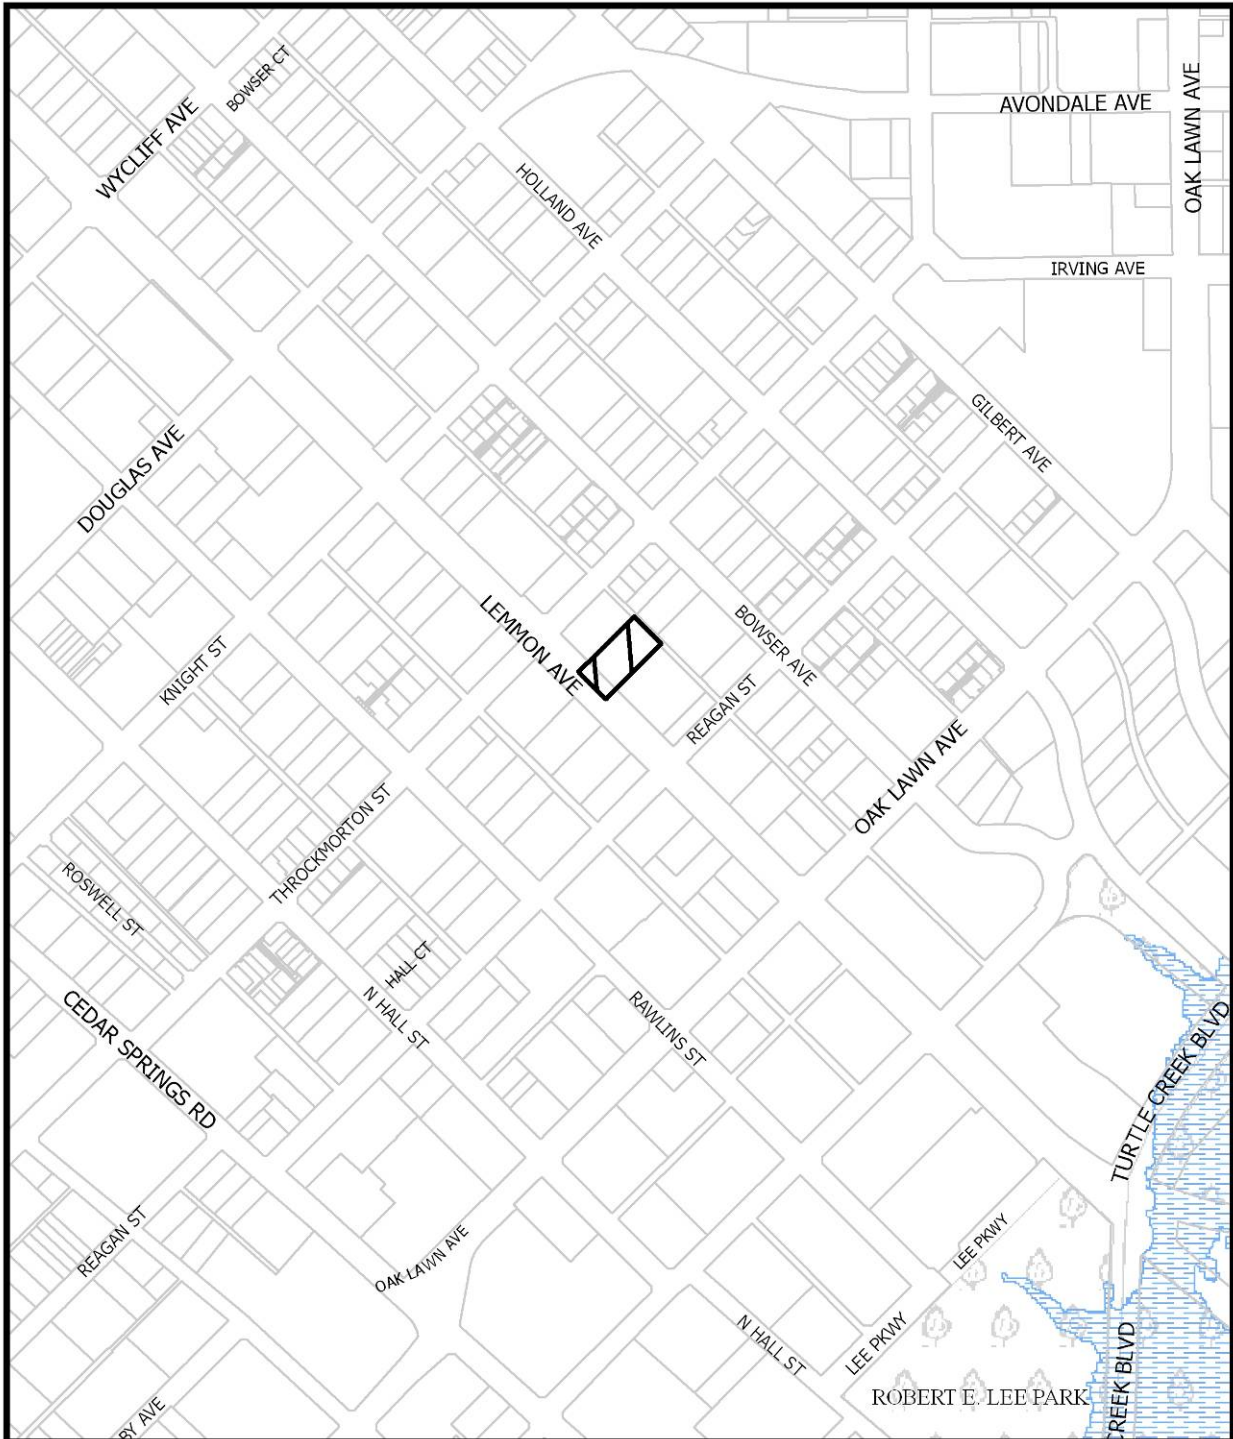 BOWSER CT
WYCLIFF AVE
AVONDALE AVE
OAK LAWN AVE
HOLLAND AVE
IRVING AVE
GILBERT AVE
DOUGLAS AVE
LEMMON AVE
BOWSER AVE
KNIGHT ST
REAGAN ST
OAK LAWN AVE
THROCKMORTON ST
ROSWELL ST
HALL CT
N HALL ST
RAWLINS ST
CEDAR SPRINGS RD
TURTLE CREEK BLVD
REAGAN ST
OAK LAWN AVE
LEE PKWY
N HALL ST
LEE PKWY
ROBERT E. LEE PARK
CREEK BLVD
BY AVE